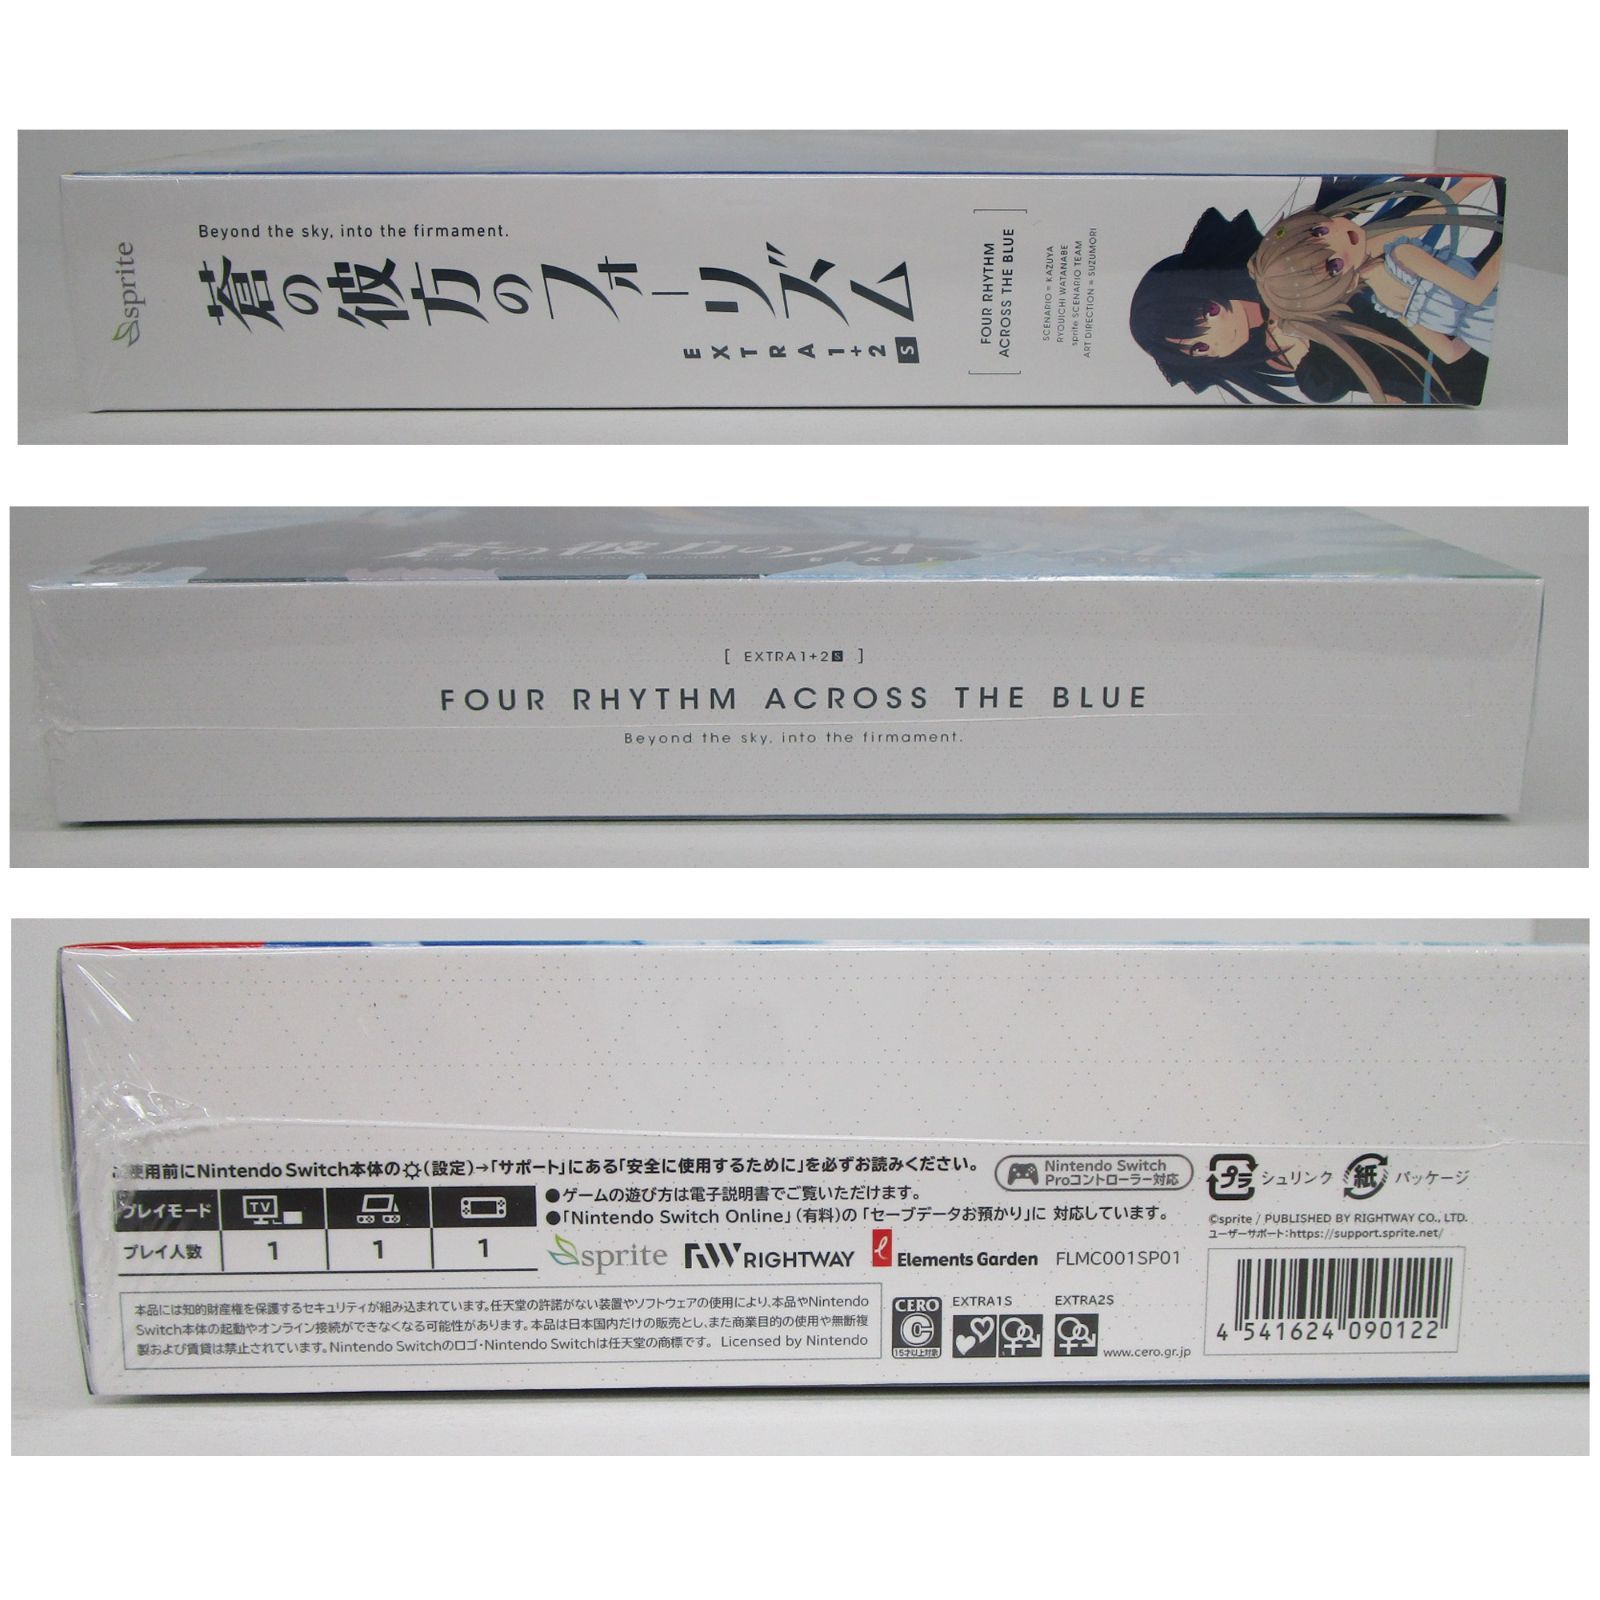 sprite
Beyond the sky, into the firmament.
蒼の彼方のフォーリズム
EXTRA1+2S
[FOUR RHYTHM
ACROSS THE BLUE]
SCENARIO = KAZUYA
RYOUICHI WATANABE
sprite SCENARIO TEAM
ART DIRECTION = SUZUMORI
[ EXTRA1+2S ]
FOUR RHYTHM ACROSS THE BLUE
Beyond the sky, into the firmament.
使用前にNintendo Switch本体の(設定)→「サポート」にある「安全に使用するために」を必ずお読みください。
プレイモード TV
プレイ人数 1 1 1
●ゲームの遊び方は電子説明書でご覧いただけます。
●「Nintendo Switch Online」(有料)の「セーブデータお預かり」に対応しています。
Nintendo Switch
Proコントローラー対応
プラ シュリンク 紙 パッケージ
©sprite / PUBLISHED BY RIGHTWAY CO., LTD.
ユーザーサポート:https://support.sprite.net/
sprite RW RIGHTWAY e Elements Garden FLMC001SP01
本品には知的財産権を保護するセキュリティが組み込まれています。任天堂の許諾がない装置やソフトウェアの使用により、本品やNintendo
Switch本体の起動やオンライン接続ができなくなる可能性があります。本品は日本国内だけの販売とし、また商業目的の使用や無断複
製および賃貸は禁止されています。Nintendo Switchのロゴ・Nintendo Switchは任天堂の商標です。 Licensed by Nintendo
CERO
C
15才以上対象
EXTRA1S EXTRA2S
www.cero.gr.jp
4 541624 090122